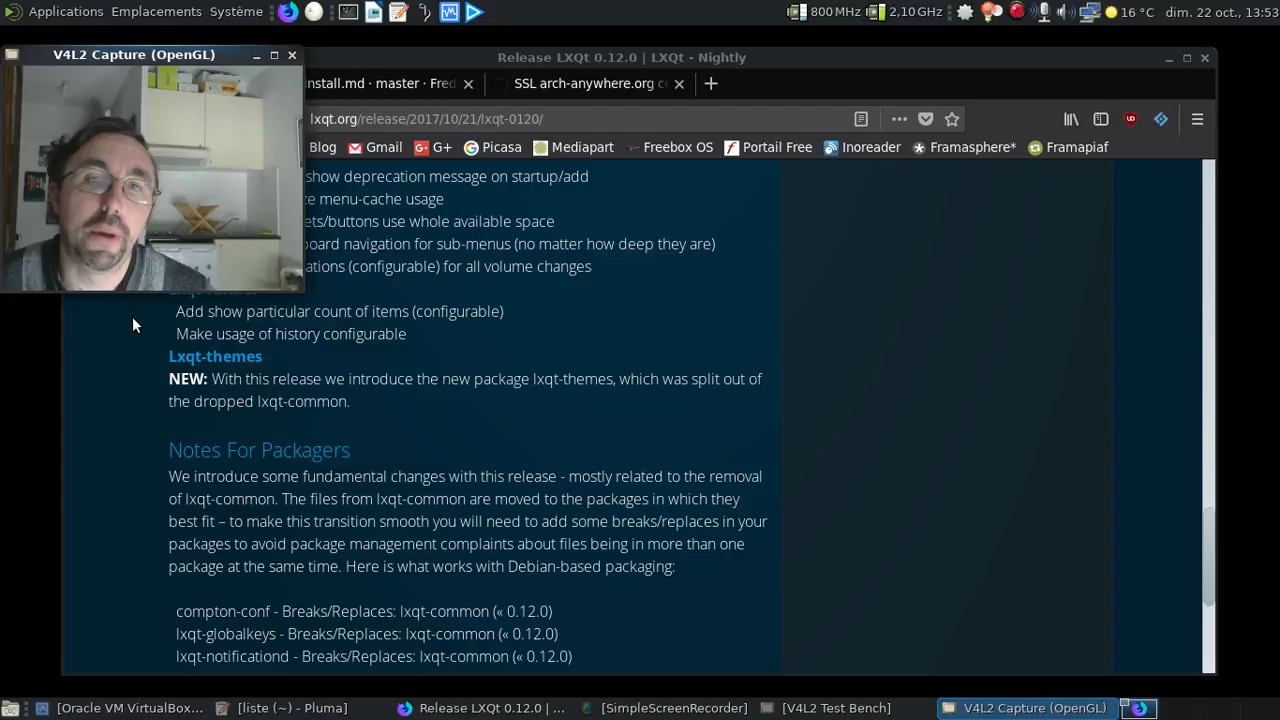 Applications Emplacements Système
800 MHz 2,10 GHz 16 °C dim. 22 oct., 13:53
V4L2 Capture (OpenGL)
Release LXQt 0.12.0 | LXQt - Nightly
install.md · master · Fred
SSL arch-anywhere.org ce
lxqt.org/release/2017/10/21/lxqt-0120/
Blog Gmail G+ Picasa Mediapart Freebox OS Portail Free Inoreader Framasphere* Framapiaf
show deprecation message on startup/add
menu-cache usage
ets/buttons use whole available space
board navigation for sub-menus (no matter how deep they are)
ations (configurable) for all volume changes
Add show particular count of items (configurable)
Make usage of history configurable
Lxqt-themes
NEW: With this release we introduce the new package lxqt-themes, which was split out of
the dropped lxqt-common.
Notes For Packagers
We introduce some fundamental changes with this release - mostly related to the removal
of lxqt-common. The files from lxqt-common are moved to the packages in which they
best fit – to make this transition smooth you will need to add some breaks/replaces in your
packages to avoid package management complaints about files being in more than one
package at the same time. Here is what works with Debian-based packaging:
compton-conf - Breaks/Replaces: lxqt-common (« 0.12.0)
lxqt-globalkeys - Breaks/Replaces: lxqt-common (« 0.12.0)
lxqt-notificationd - Breaks/Replaces: lxqt-common (« 0.12.0)
[Oracle VM VirtualBox... [liste (~) - Pluma] Release LXQt 0.12.0 | ... [SimpleScreenRecorder] [V4L2 Test Bench] V4L2 Capture (OpenGL)